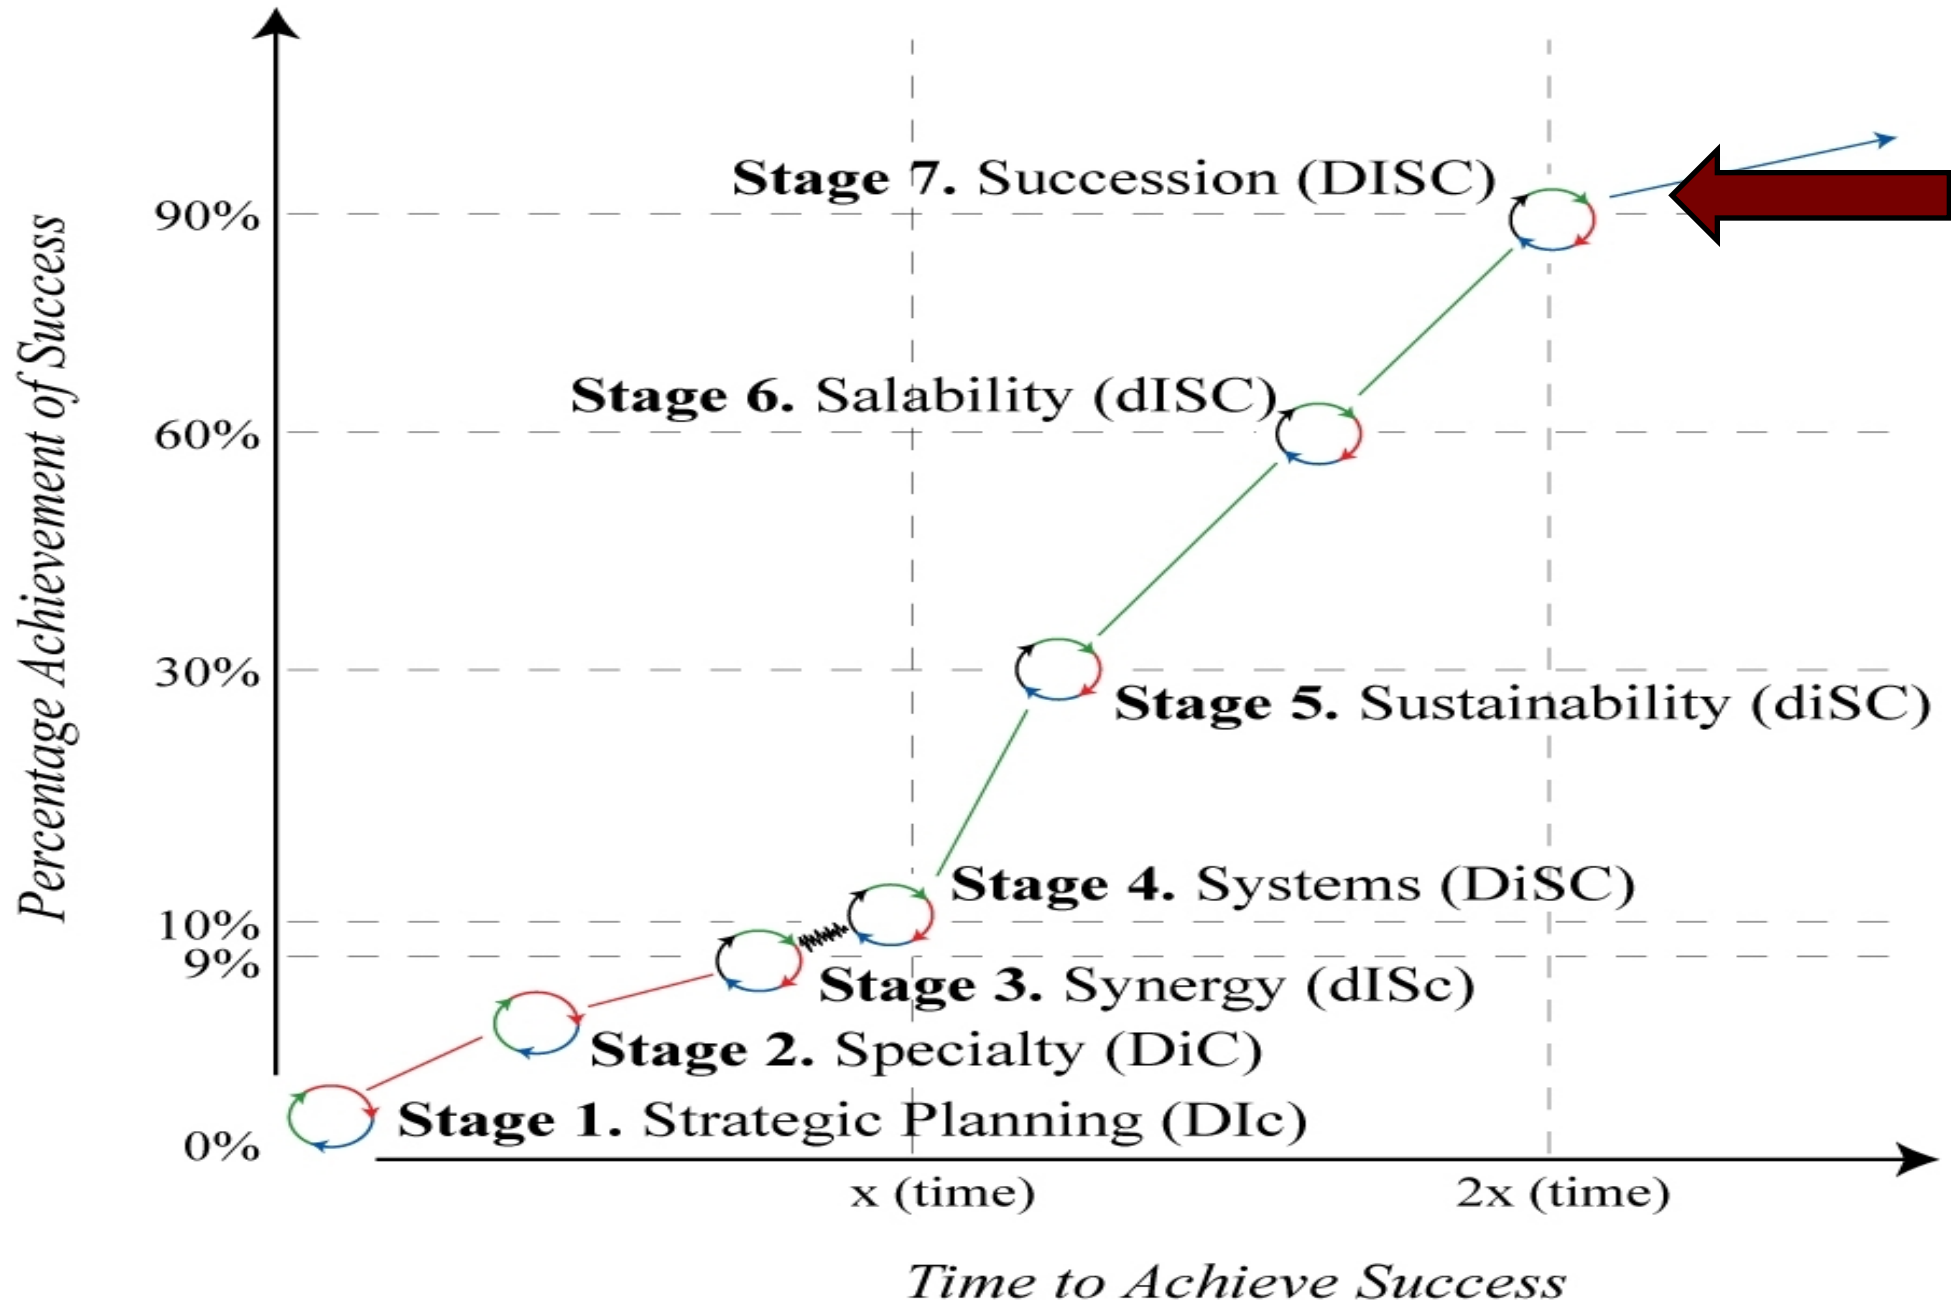 Percentage Achievement of Success
Stage 7. Succession (DISC)
90%
Stage 6. Salability (dISC)
60%
30%
Stage 5. Sustainability (diSC)
Stage 4. Systems (DiSC)
10%
9%
Stage 3. Synergy (dISc)
Stage 2. Specialty (DiC)
Stage 1. Strategic Planning (DIc)
0%
x (time)
2x (time)
Time to Achieve Success